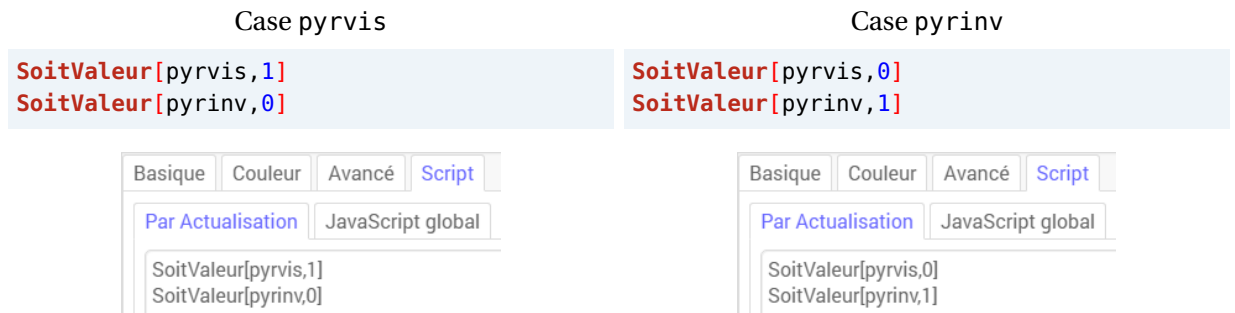 Case pyrvis
SoitValeur[pyrvis,1]
SoitValeur[pyrinv,0]
Basique Couleur Avancé Script
Par Actualisation JavaScript global
SoitValeur[pyrvis,1]
SoitValeur[pyrinv,0]
Case pyrinv
SoitValeur[pyrvis,0]
SoitValeur[pyrinv,1]
Basique Couleur Avancé Script
Par Actualisation JavaScript global
SoitValeur[pyrvis,0]
SoitValeur[pyrinv,1]